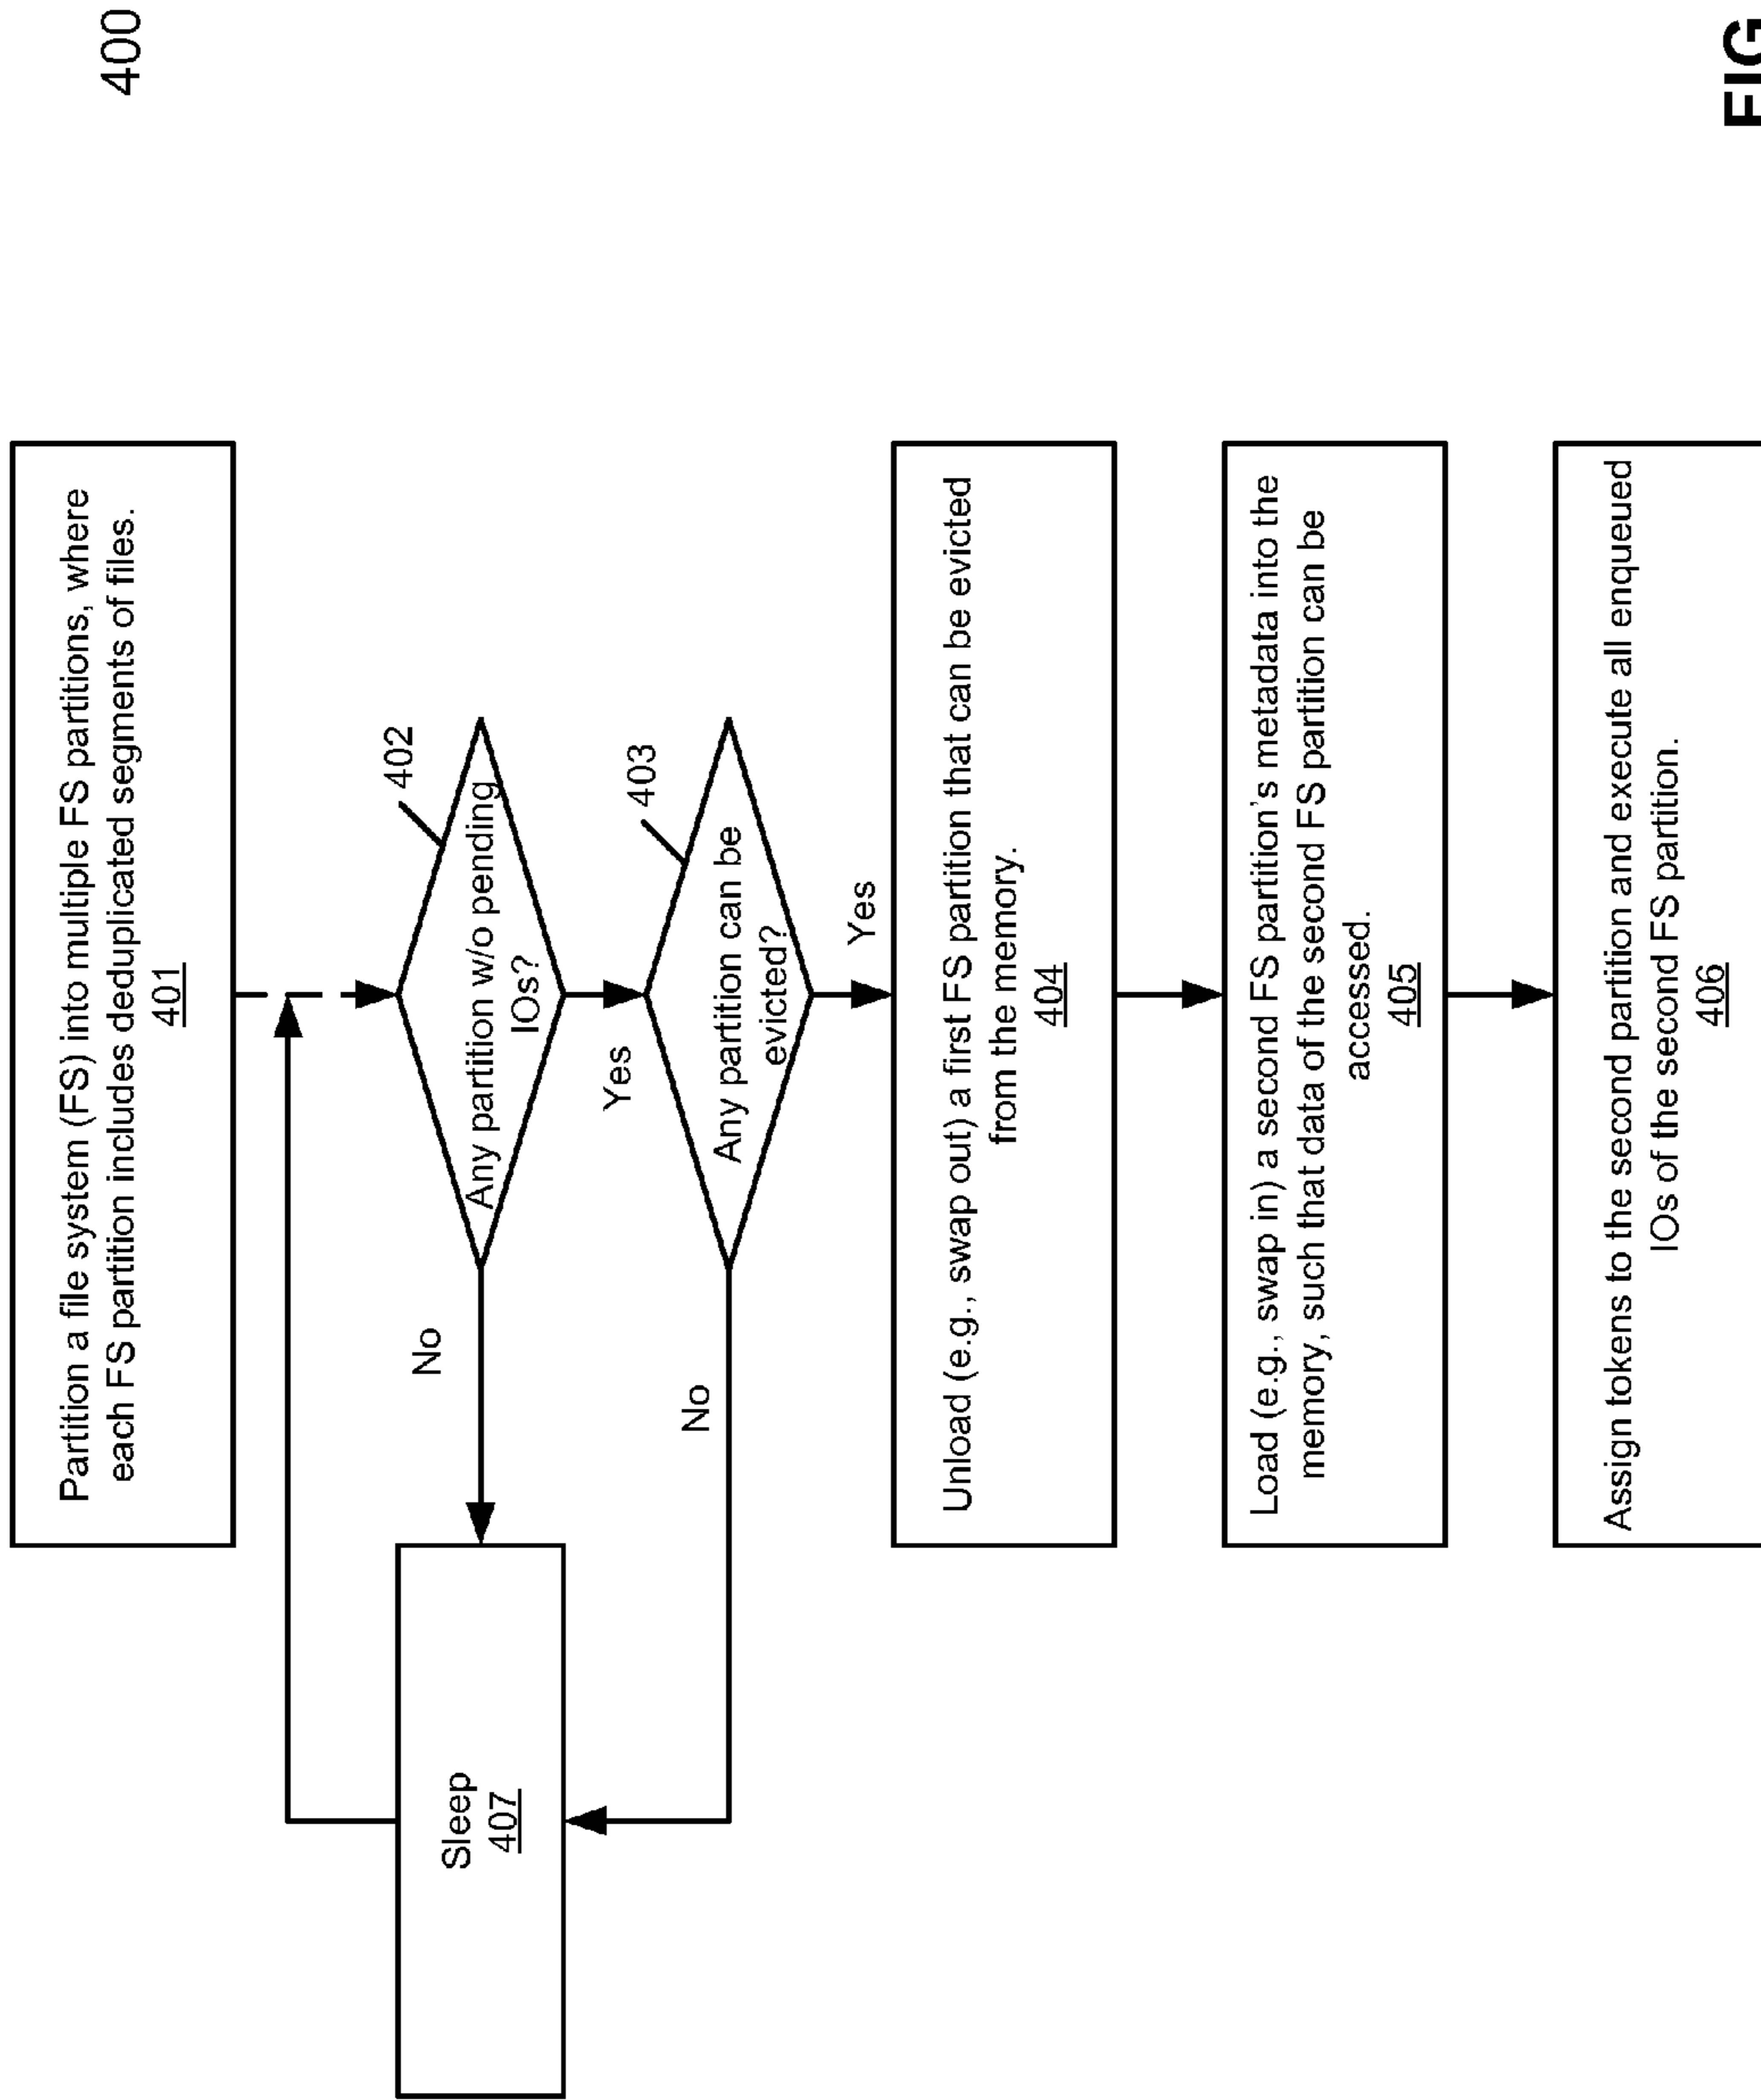 400
Partition a file system (FS) into multiple FS partitions, where
each FS partition includes deduplicated segments of files.
401
402
Any partition w/o pending
IOs?
No
Yes
403
Any partition can be
evicted?
No
Yes
Sleep
407
Unload (e.g., swap out) a first FS partition that can be evicted
from the memory.
404
Load (e.g., swap in) a second FS partition's metadata into the
memory, such that data of the second FS partition can be
accessed.
405
Assign tokens to the second partition and execute all enqueued
IOs of the second FS partition.
406
FIG